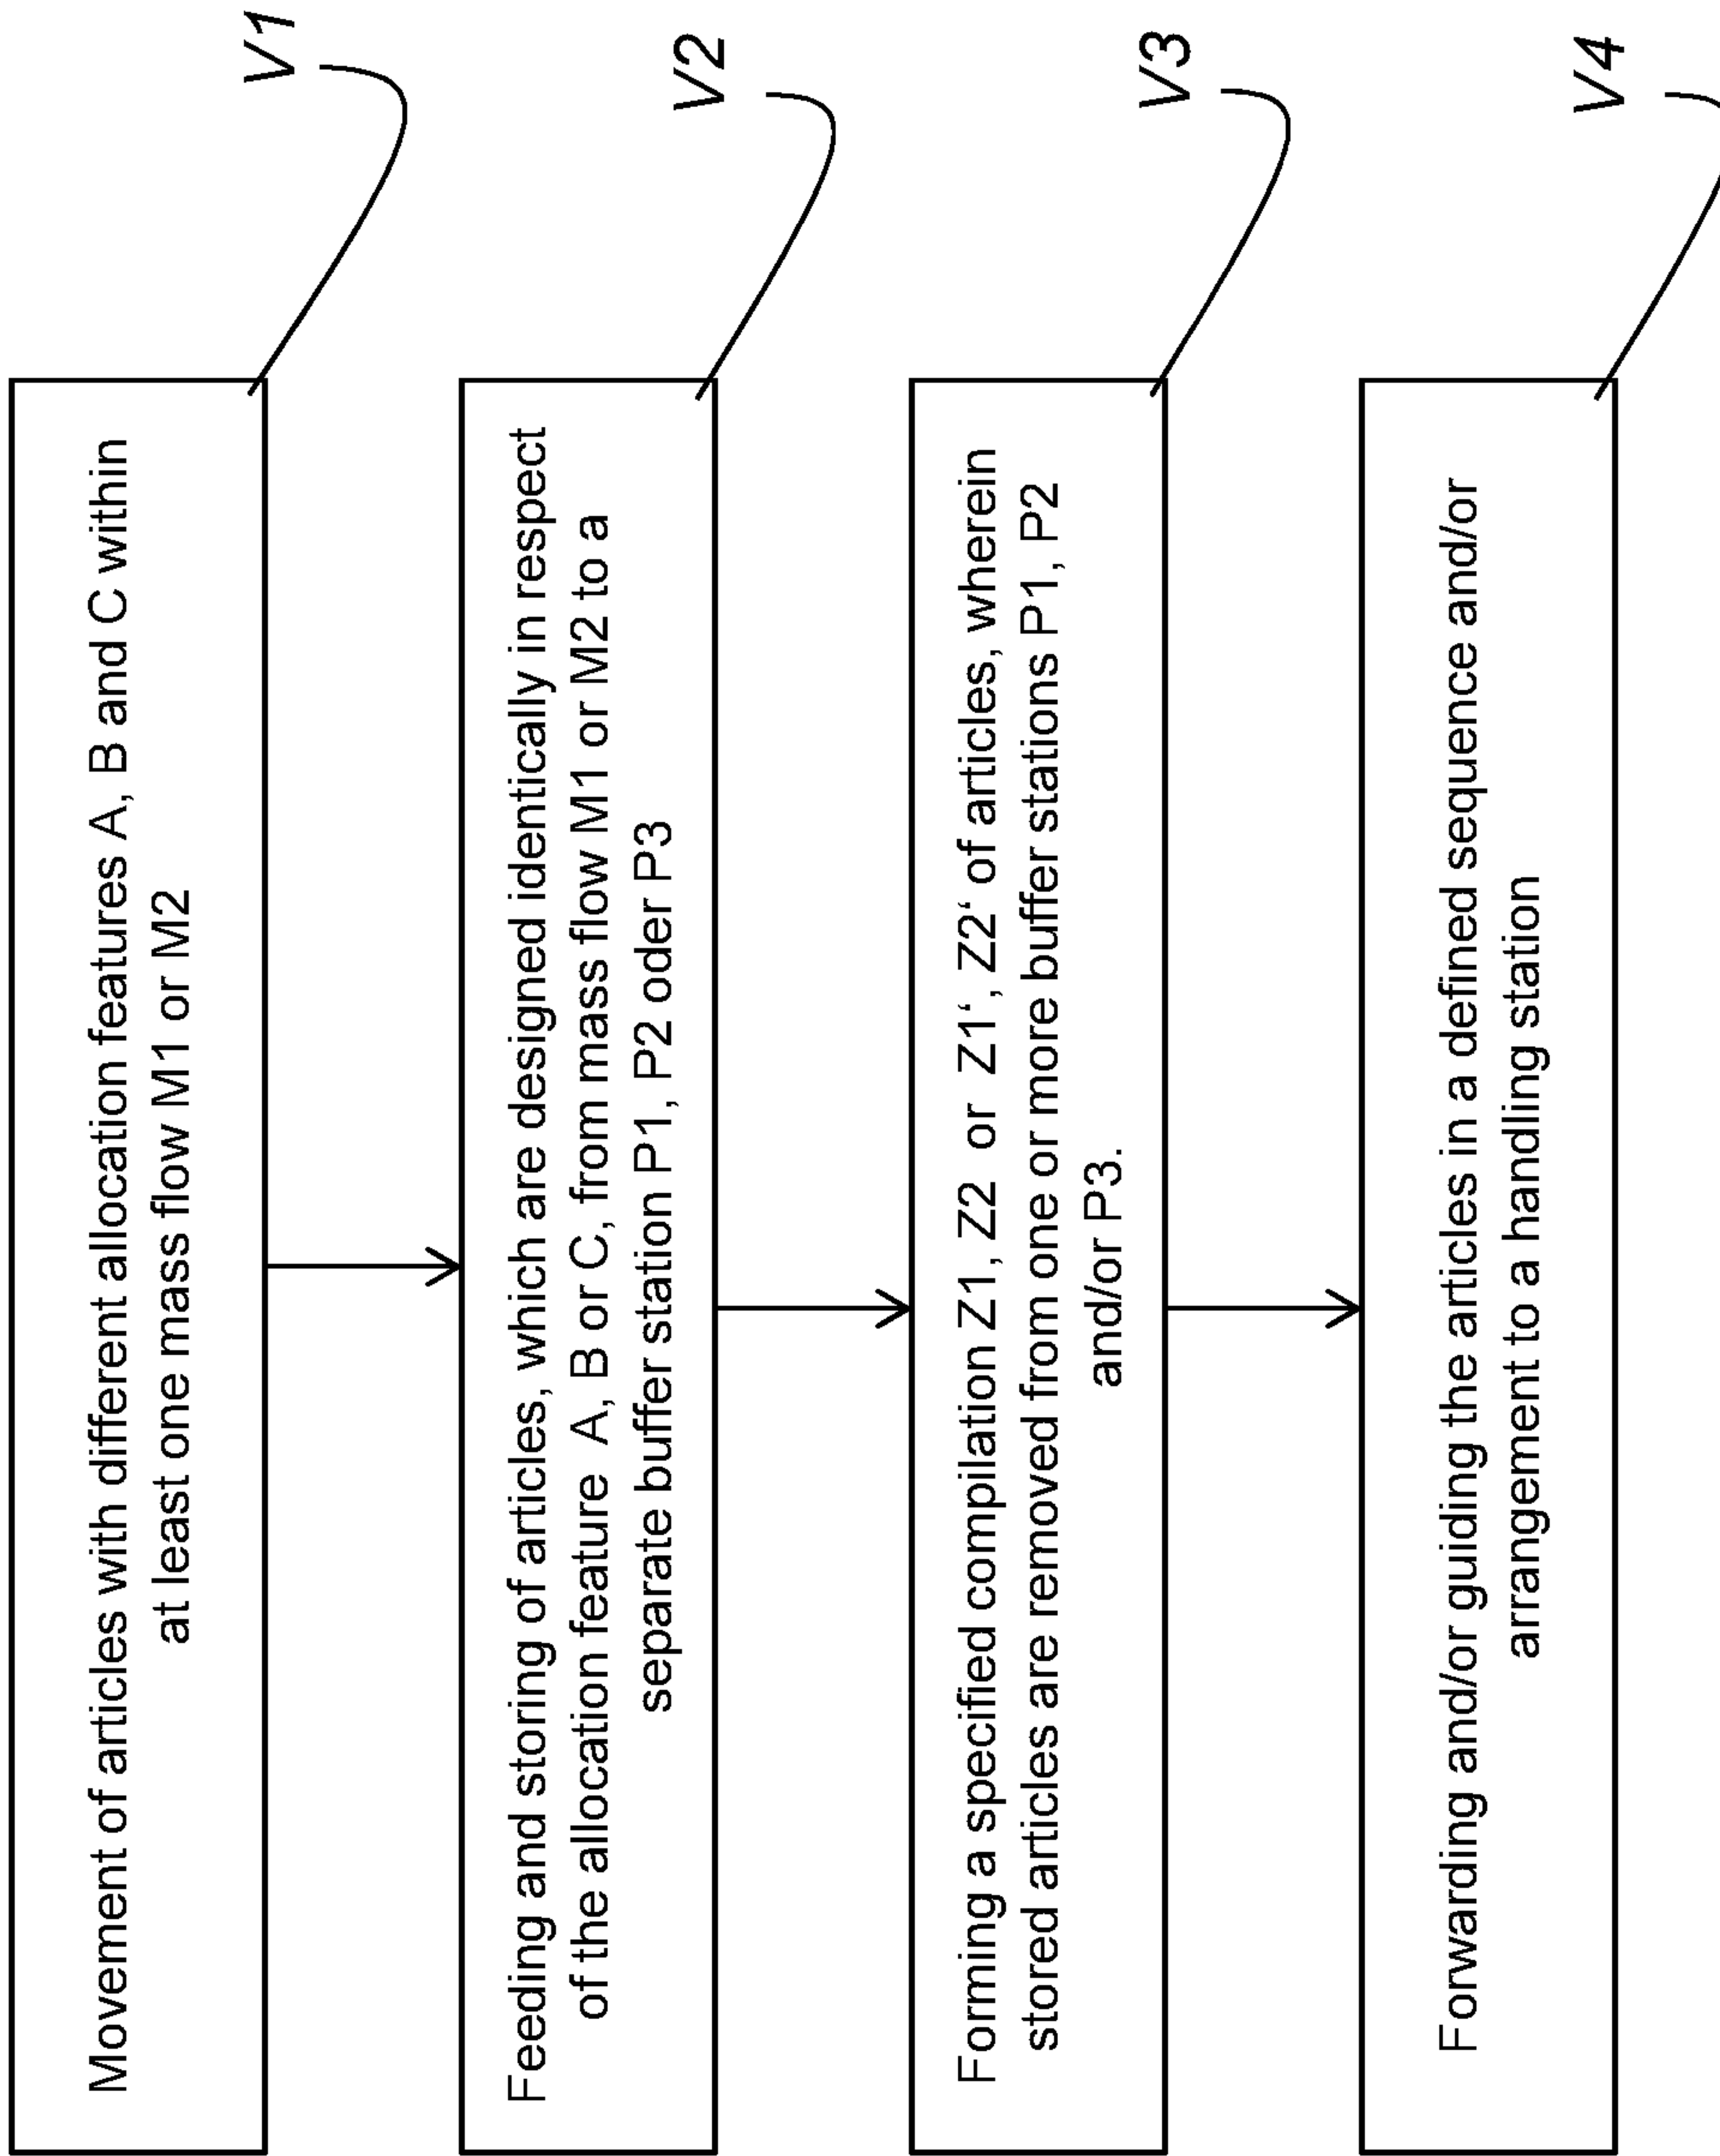 Movement of articles with different allocation features A, B and C within
at least one mass flow M1 or M2
V1
Feeding and storing of articles, which are designed identically in respect
of the allocation feature A, B or C, from mass flow M1 or M2 to a
separate buffer station P1, P2 oder P3
V2
Forming a specified compilation Z1, Z2 or Z1‘, Z2‘ of articles, wherein
stored articles are removed from one or more buffer stations P1, P2
and/or P3.
V3
Forwarding and/or guiding the articles in a defined sequence and/or
arrangement to a handling station
V4